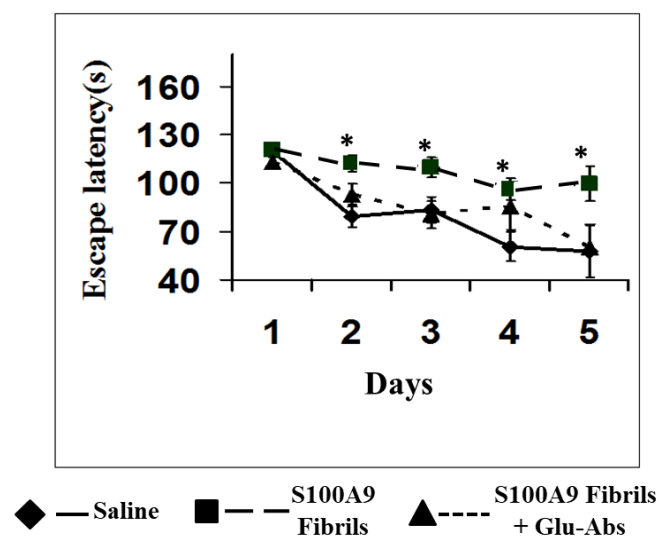 Escape latency(s)
160
130
100
70
40
*
*
*
*
1 2 3 4 5
Days
Saline
S100A9
Fibrils
S100A9 Fibrils
+ Glu-Abs